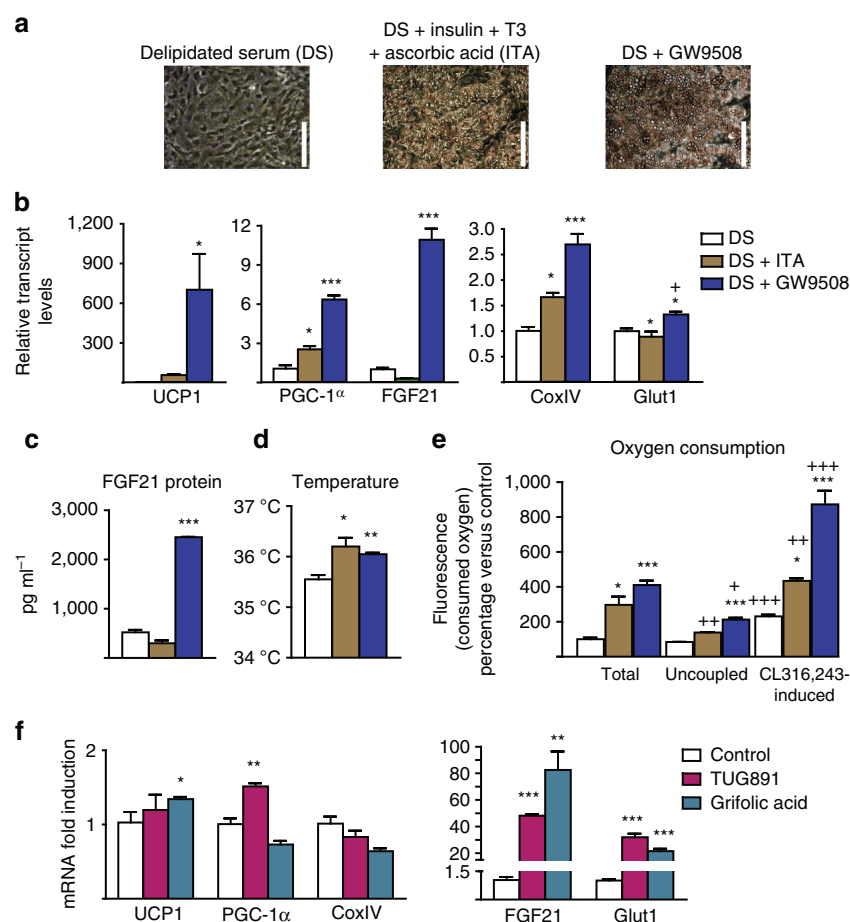 a
Delipidated serum (DS)
DS + insulin + T3
+ ascorbic acid (ITA)
DS + GW9508
b
Relative transcript
levels
1,200
900
600
300
*
UCP1
12
9
6
3
*
***
***
PGC-1α
FGF21
3.0
2.5
2.0
1.5
1.0
0.5
*
***
*
+
*
CoxIV
Glut1
DS
DS + ITA
DS + GW9508
c
FGF21 protein
pg ml−1
3,000
2,000
1,000
***
d
Temperature
37 °C
36 °C
35 °C
34 °C
*
**
e
Oxygen consumption
Fluorescence
(consumed oxygen)
percentage versus control
1,000
800
600
400
200
*
***
++
+
***
+++
++
*
+++
***
Total
Uncoupled
CL316,243-
induced
f
mRNA fold induction
2
1
*
**
UCP1
PGC-1α
CoxIV
100
80
60
40
20
1.5
***
**
***
***
FGF21
Glut1
Control
TUG891
Grifolic acid